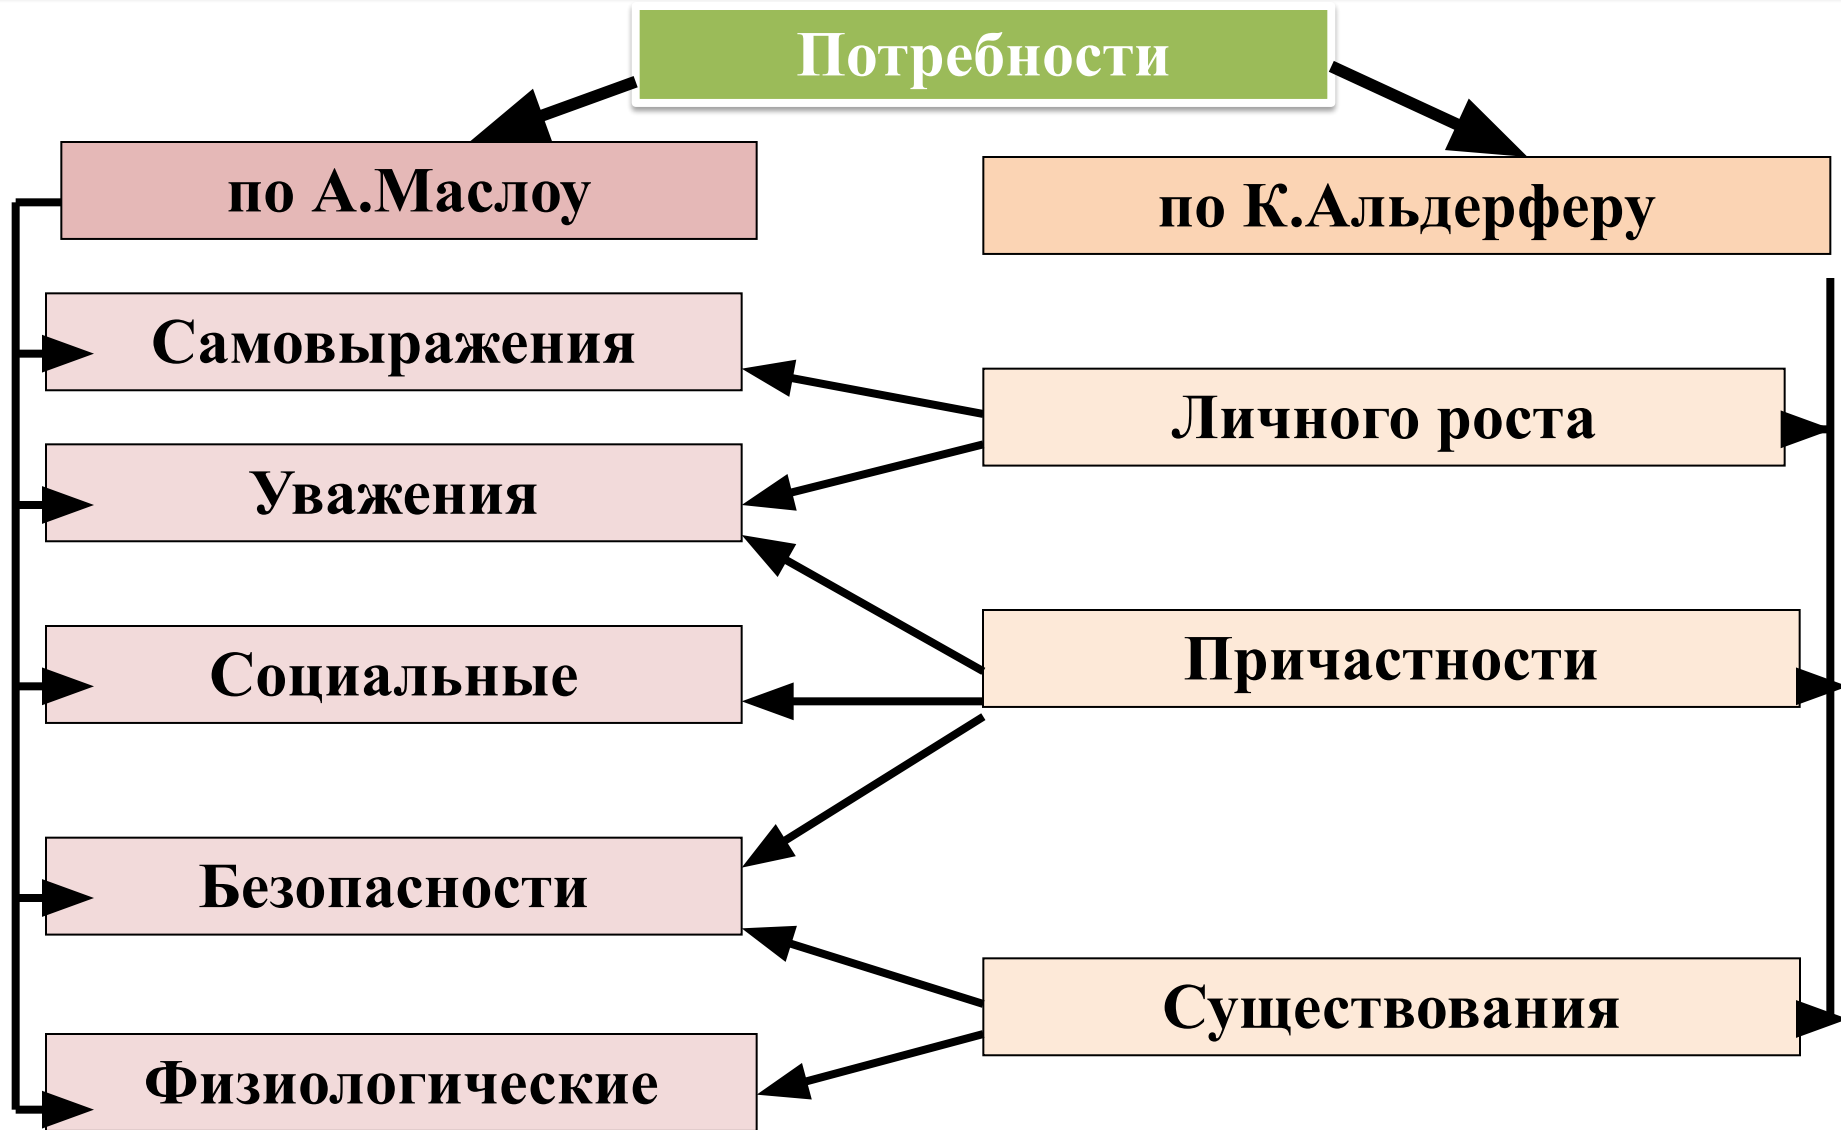 Потребности
по А.Маслоу
по К.Альдерферу
Самовыражения
Личного роста
Уважения
Причастности
Социальные
Безопасности
Существования
Физиологические